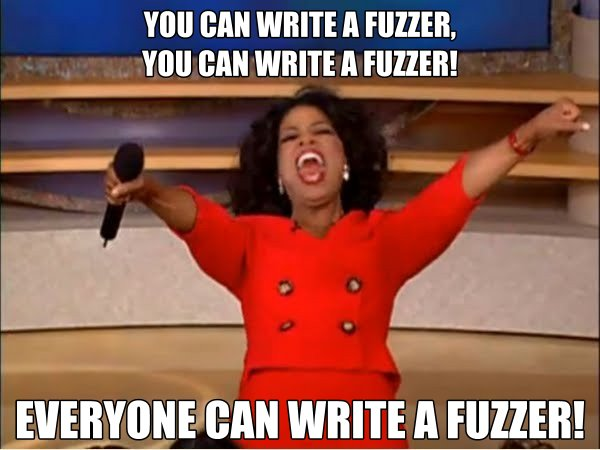 YOU CAN WRITE A FUZZER,
YOU CAN WRITE A FUZZER!
EVERYONE CAN WRITE A FUZZER!